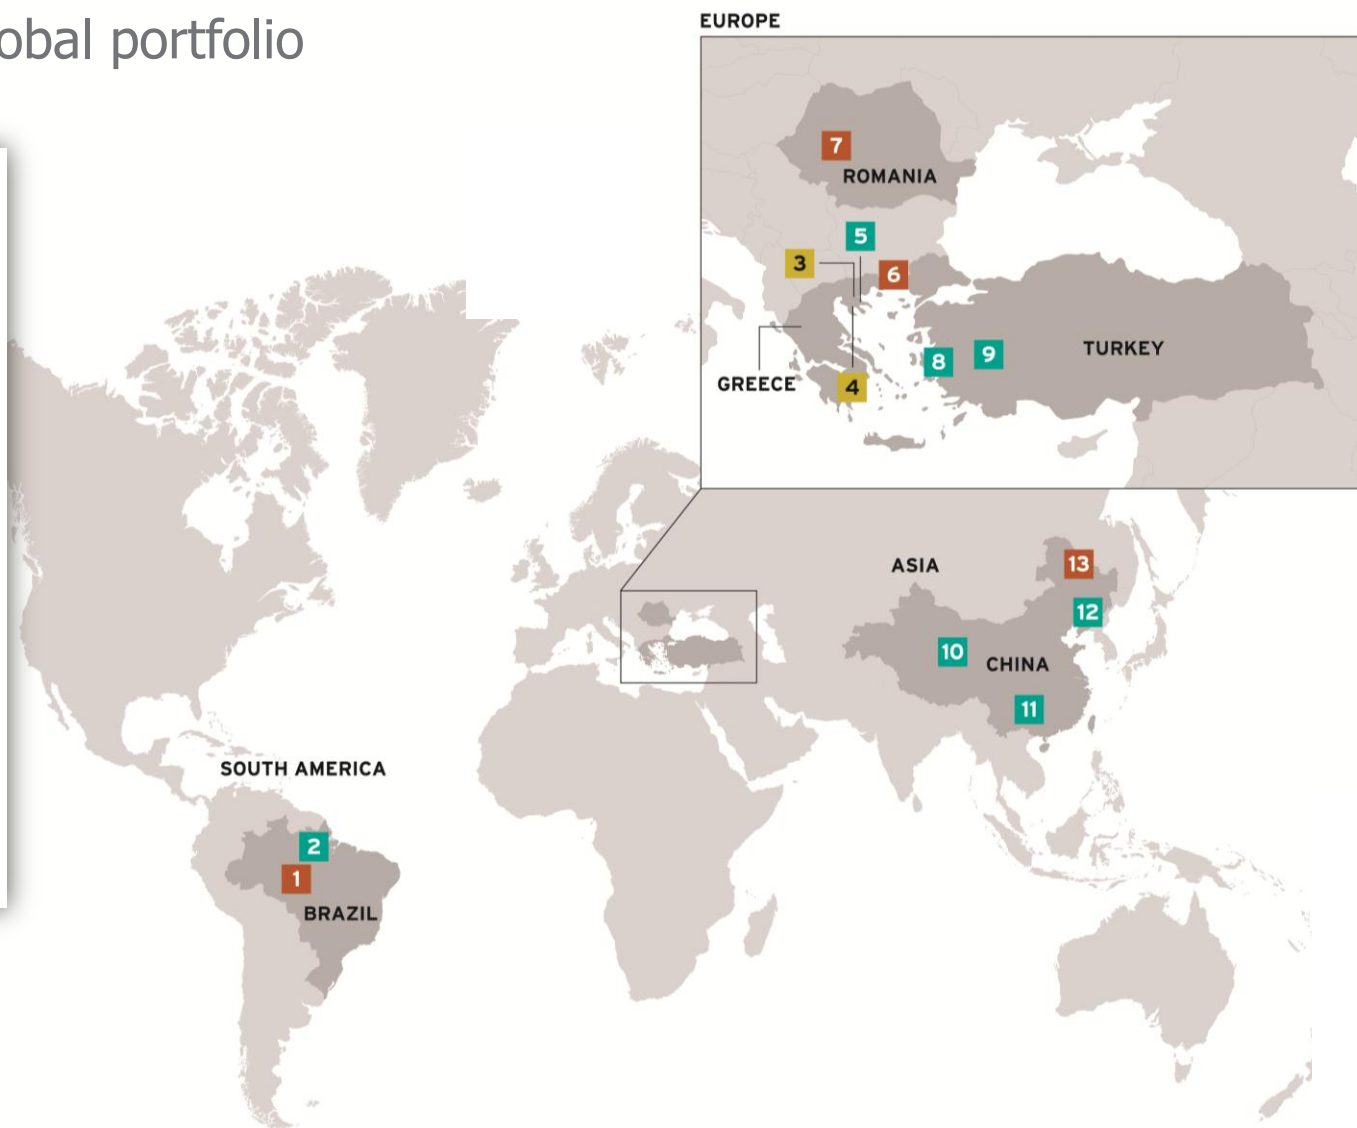 obal portfolio
EUROPE
7
ROMANIA
5
3
6
TURKEY
8
9
GREECE
4
ASIA
13
12
10
CHINA
11
SOUTH AMERICA
2
1
BRAZIL